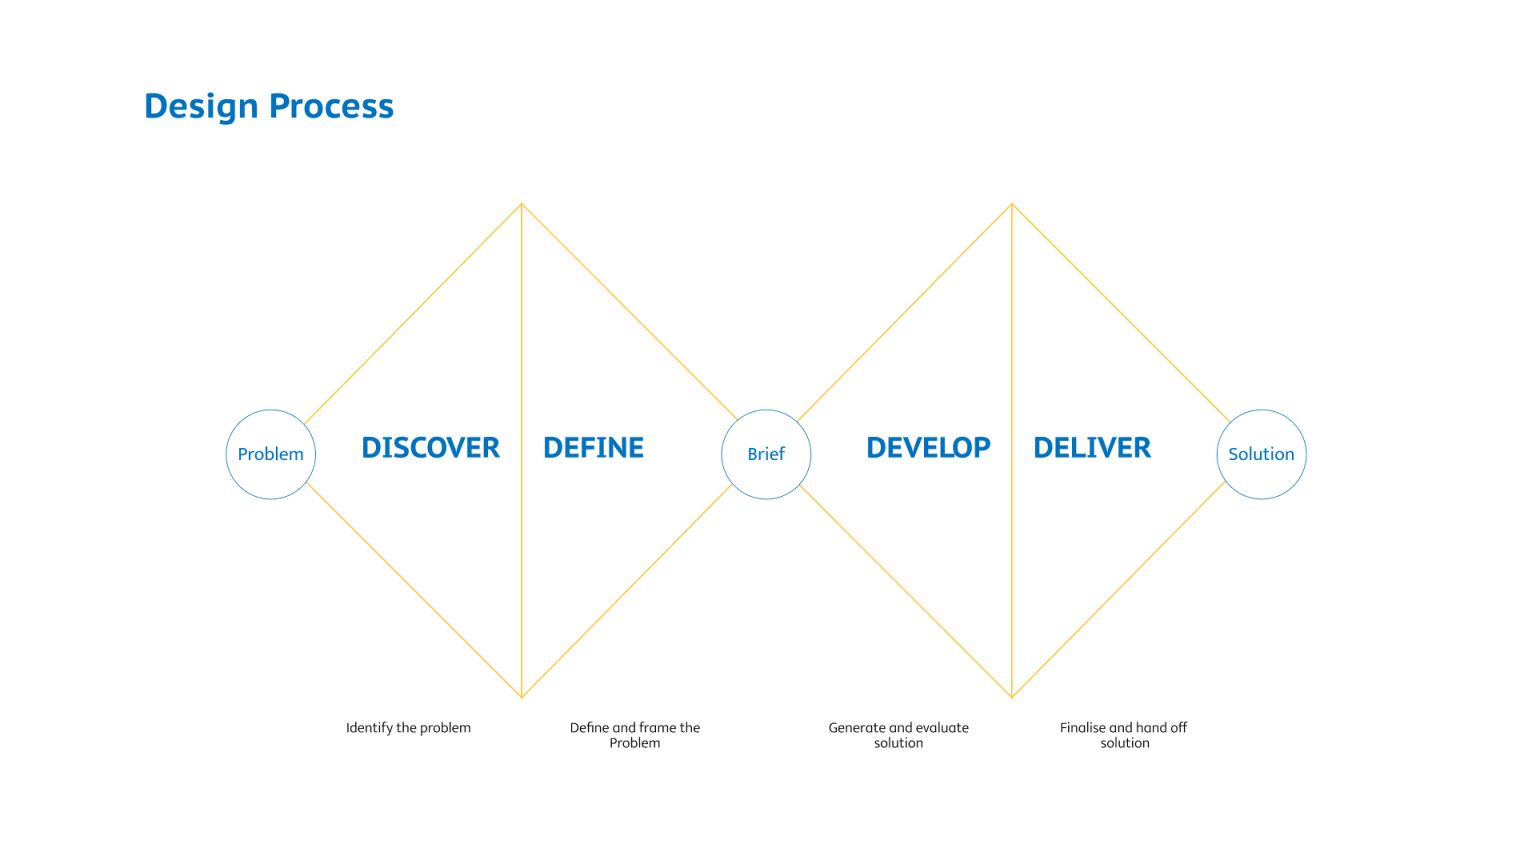 Design Process
Problem
DISCOVER
DEFINE
Brief
DEVELOP
DELIVER
Solution
Identify the problem
Define and frame the
Problem
Generate and evaluate
solution
Finalise and hand off
solution